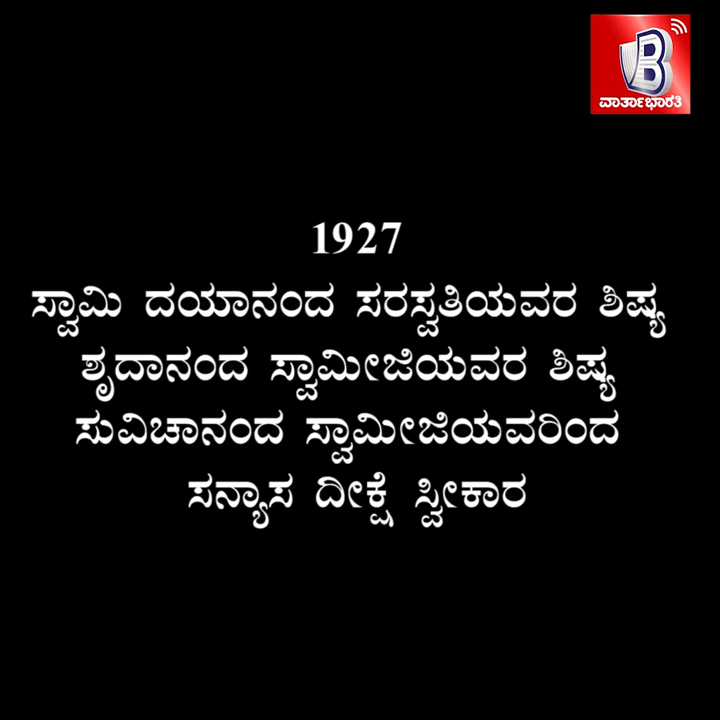 ವಾರ್ತಾಭಾರತಿ
1927
ಸ್ವಾಮಿ ದಯಾನಂದ ಸರಸ್ವತಿಯವರ ಶಿಷ್ಯ
ಶೃದಾನಂದ ಸ್ವಾಮೀಜಿಯವರ ಶಿಷ್ಯ
ಸುವಿಚಾನಂದ ಸ್ವಾಮೀಜಿಯವರಿಂದ
ಸನ್ಯಾಸ ದೀಕ್ಷೆ ಸ್ವೀಕಾರ